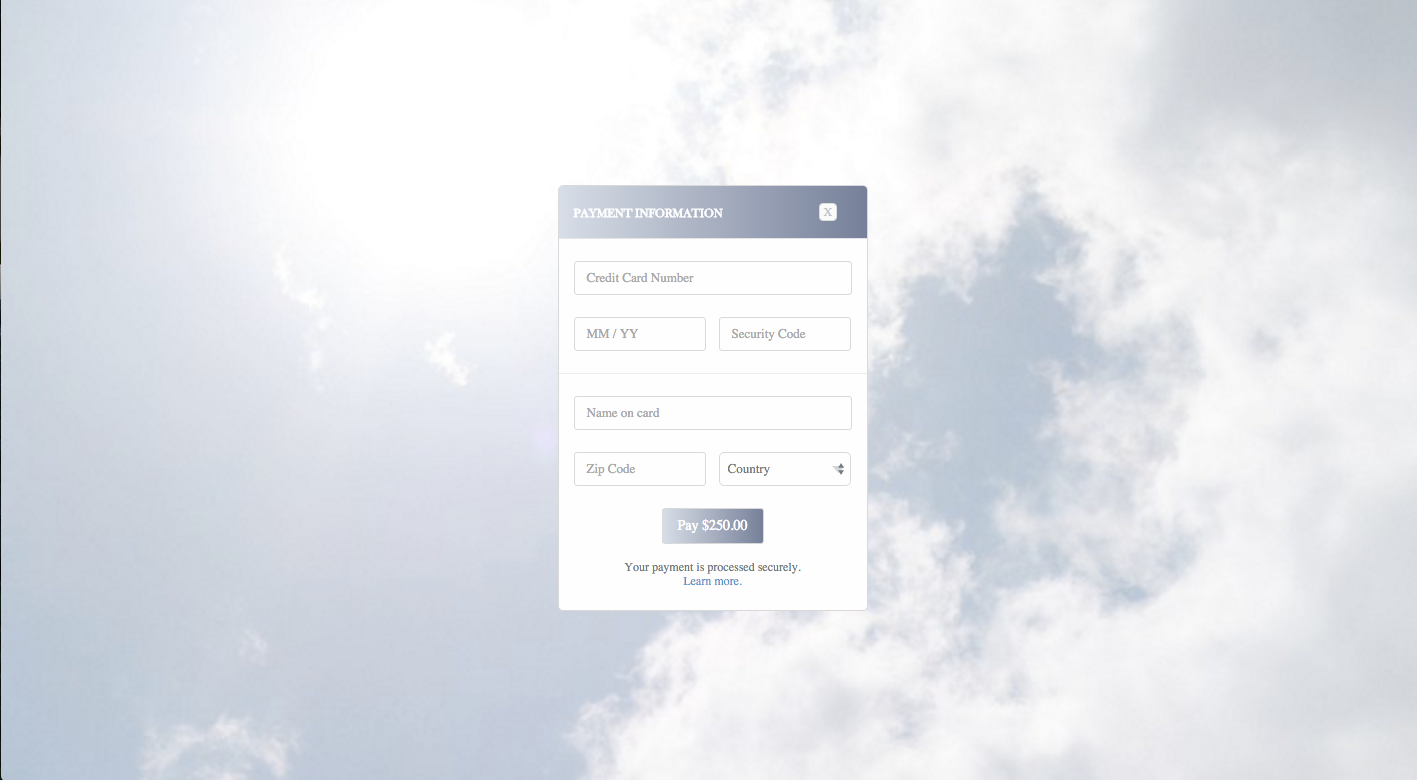 PAYMENT INFORMATION X
Credit Card Number
MM / YY Security Code
Name on card
Zip Code Country
Pay $250.00
Your payment is processed securely.
Learn more.